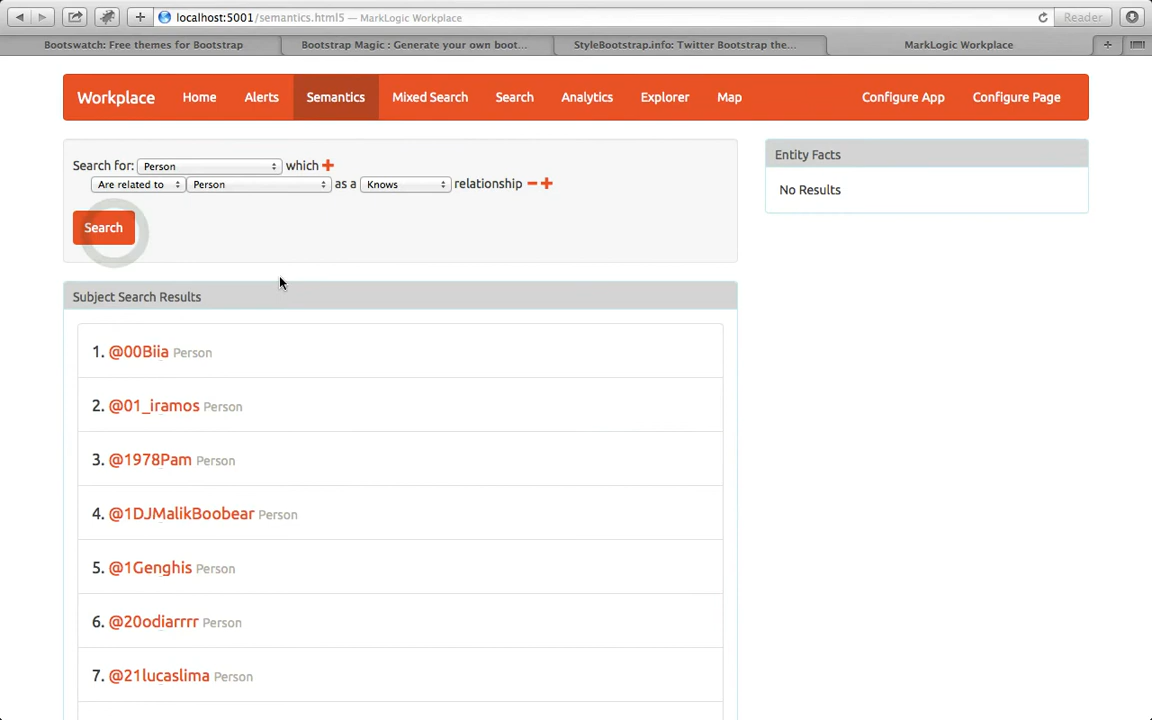 localhost:5001/semantics.html5 — MarkLogic Workplace
Reader
Bootswatch: Free themes for Bootstrap
Bootstrap Magic : Generate your own boot...
StyleBootstrap.info: Twitter Bootstrap the...
MarkLogic Workplace
Workplace Home Alerts Semantics Mixed Search Search Analytics Explorer Map Configure App Configure Page
Search for: Person which
Are related to Person as a Knows relationship
Search
Entity Facts
No Results
Subject Search Results
1. @00Biia Person
2. @01_iramos Person
3. @1978Pam Person
4. @1DJMalikBoobear Person
5. @1Genghis Person
6. @20odiarrrr Person
7. @21lucaslima Person